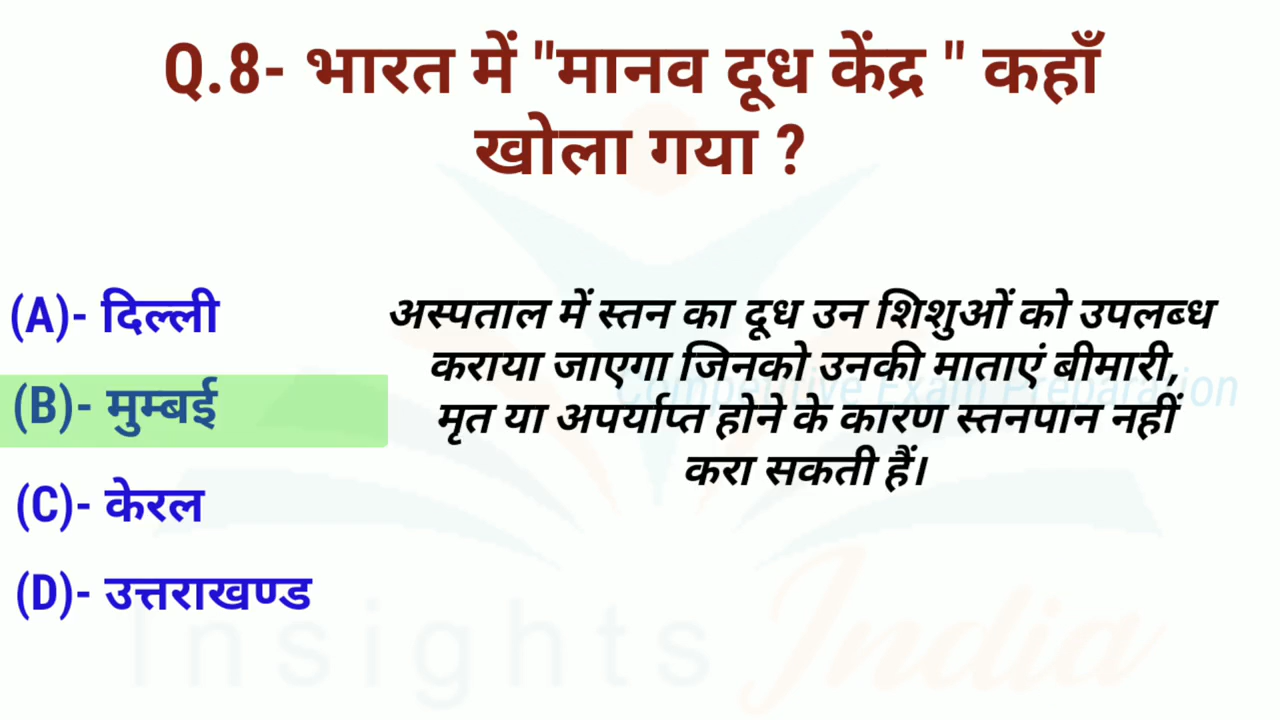 Q.8- भारत में "मानव दूध केंद्र " कहाँ
खोला गया ?
(A)- दिल्ली
(B)- मुम्बई
(C)- केरल
(D)- उत्तराखण्ड
अस्पताल में स्तन का दूध उन शिशुओं को उपलब्ध
कराया जाएगा जिनको उनकी माताएं बीमारी,
मृत या अपर्याप्त होने के कारण स्तनपान नहीं
करा सकती हैं।
Competitive Exam Preparation
Insights India